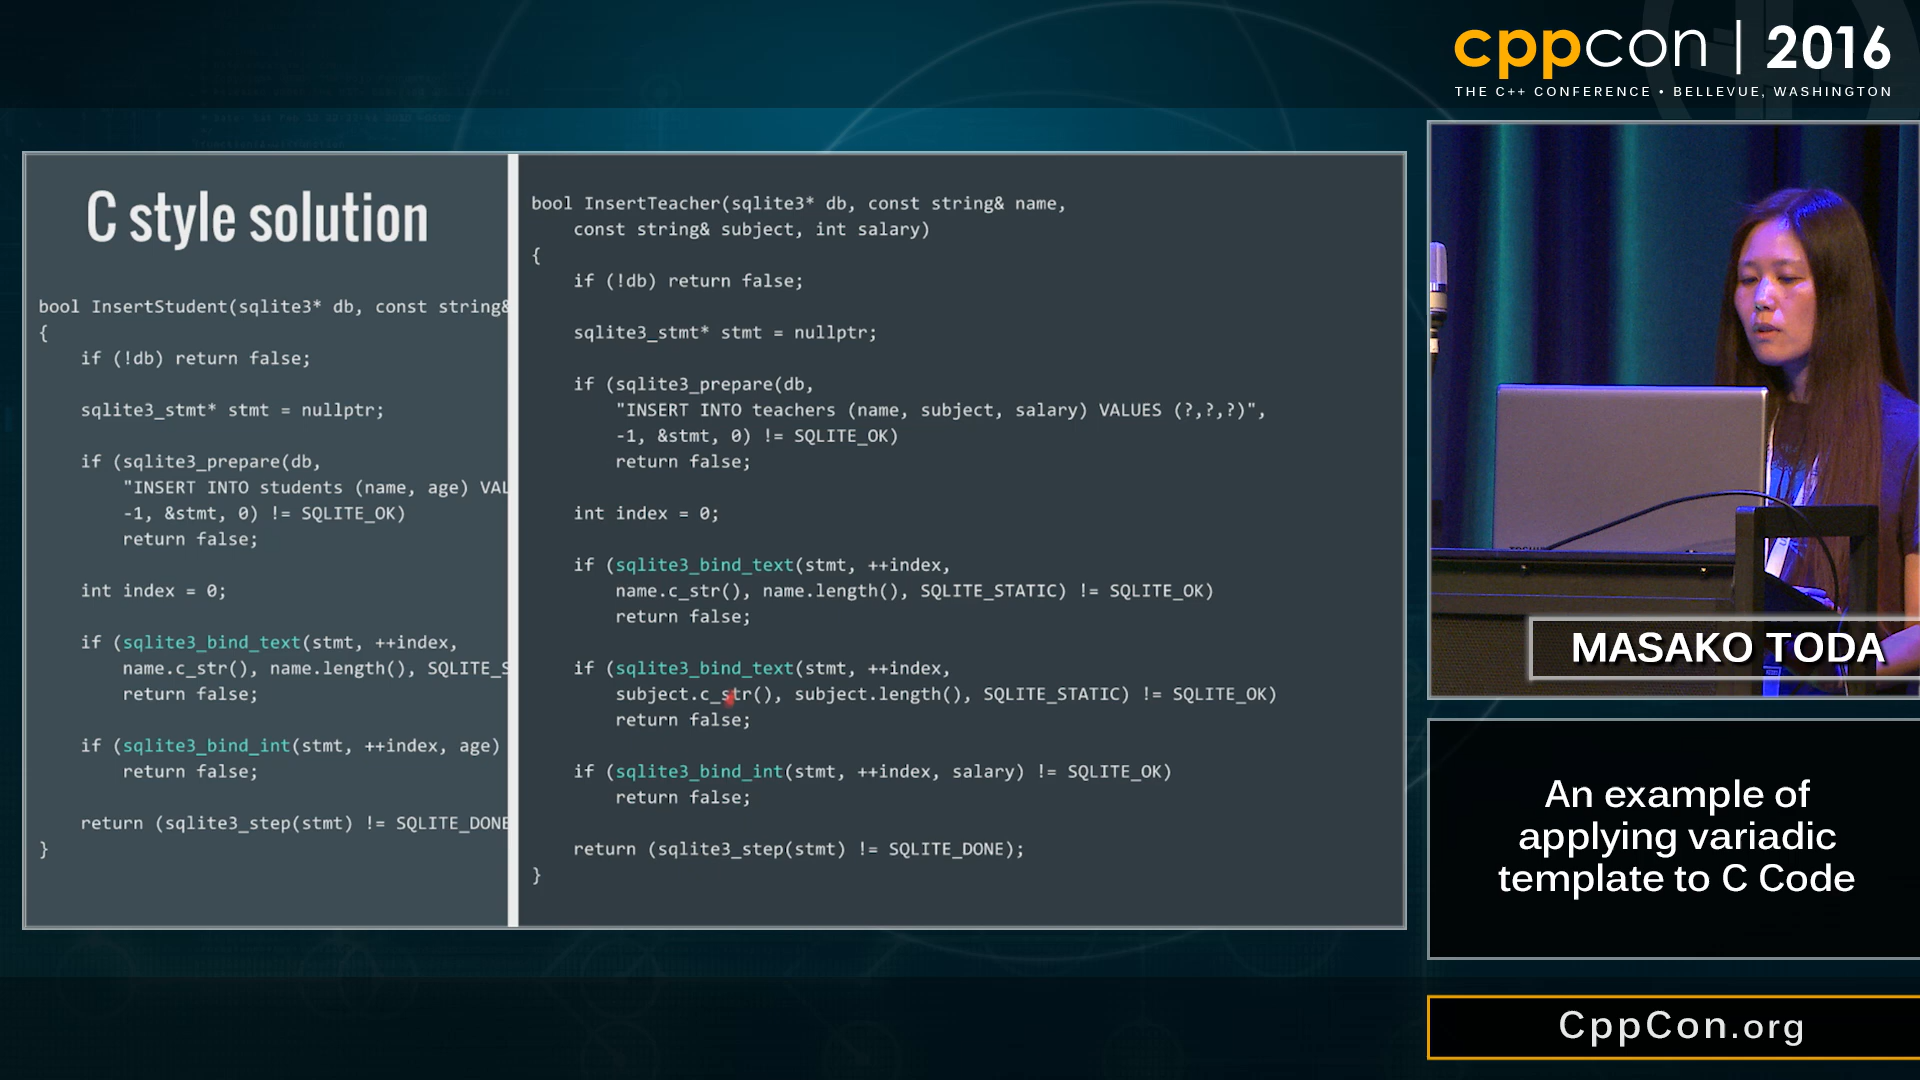 cppcon | 2016
THE C++ CONFERENCE • BELLEVUE, WASHINGTON
C style solution
bool InsertStudent(sqlite3* db, const string&
{
if (!db) return false;
sqlite3_stmt* stmt = nullptr;
if (sqlite3_prepare(db,
"INSERT INTO students (name, age) VAL
-1, &stmt, 0) != SQLITE_OK)
return false;
int index = 0;
if (sqlite3_bind_text(stmt, ++index,
name.c_str(), name.length(), SQLITE_S
return false;
if (sqlite3_bind_int(stmt, ++index, age)
return false;
return (sqlite3_step(stmt) != SQLITE_DONE
}
bool InsertTeacher(sqlite3* db, const string& name,
const string& subject, int salary)
{
if (!db) return false;
sqlite3_stmt* stmt = nullptr;
if (sqlite3_prepare(db,
"INSERT INTO teachers (name, subject, salary) VALUES (?,?,?)",
-1, &stmt, 0) != SQLITE_OK)
return false;
int index = 0;
if (sqlite3_bind_text(stmt, ++index,
name.c_str(), name.length(), SQLITE_STATIC) != SQLITE_OK)
return false;
if (sqlite3_bind_text(stmt, ++index,
subject.c_str(), subject.length(), SQLITE_STATIC) != SQLITE_OK)
return false;
if (sqlite3_bind_int(stmt, ++index, salary) != SQLITE_OK)
return false;
return (sqlite3_step(stmt) != SQLITE_DONE);
}
MASAKO TODA
An example of
applying variadic
template to C Code
CppCon.org